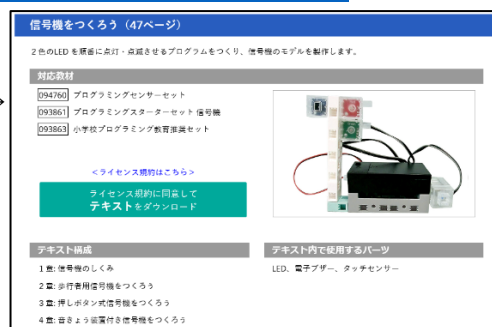 信号機をつくろう（47ページ）
２色のLED を順番に点灯・点滅させるプログラムをつくり、信号機のモデルを製作します。
対応教材
094760 プログラミングセンサーセット
093861 プログラミングスターターセット 信号機
093863 小学校プログラミング教育推奨セット
＜ライセンス規約はこちら＞
ライセンス規約に同意して
テキストをダウンロード
テキスト構成
１章: 信号機のしくみ
２章: 歩行者用信号機をつくろう
３章: 押しボタン式信号機をつくろう
４章: 音きょう装置付き信号機をつくろう
テキスト内で使用するパーツ
LED、電子ブザー、タッチセンサー